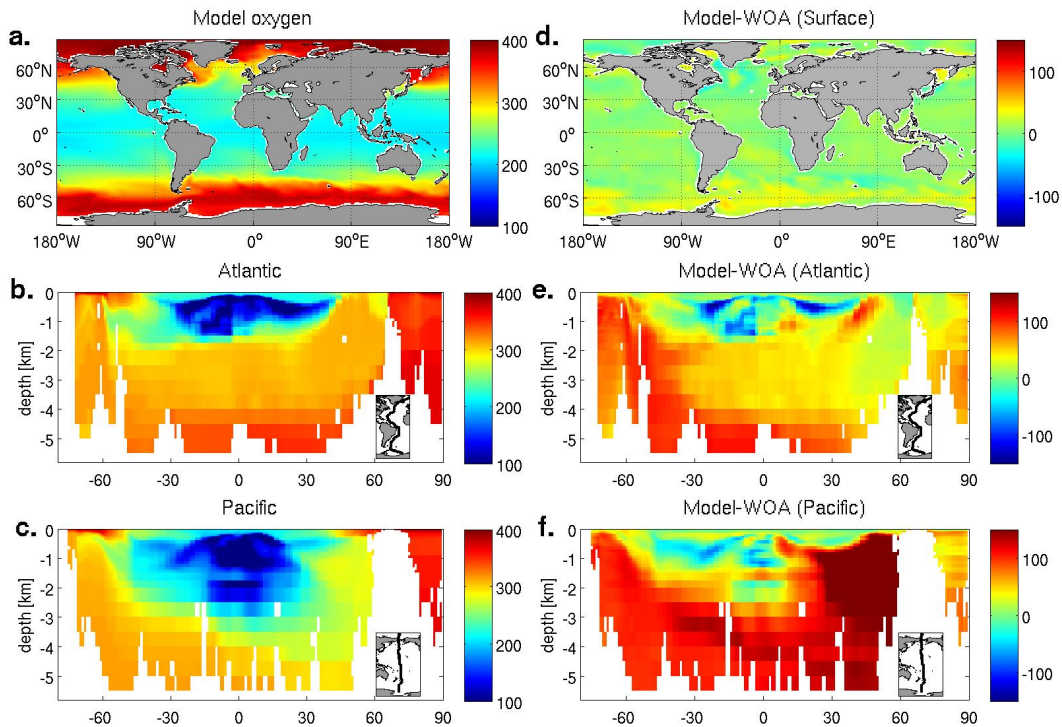 Model oxygen
a.
60°N
30°N
0°
30°S
60°S
180°W 90°W 0° 90°E 180°W
400
300
200
100
Model-WOA (Surface)
d.
60°N
30°N
0°
30°S
60°S
180°W 90°W 0° 90°E 180°W
100
0
-100
Atlantic
b.
depth [km]
0
-1
-2
-3
-4
-5
-60 -30 0 30 60 90
400
300
200
100
Model-WOA (Atlantic)
e.
depth [km]
0
-1
-2
-3
-4
-5
-60 -30 0 30 60 90
100
0
-100
Pacific
c.
depth [km]
0
-1
-2
-3
-4
-5
-60 -30 0 30 60 90
400
300
200
100
Model-WOA (Pacific)
f.
depth [km]
0
-1
-2
-3
-4
-5
-60 -30 0 30 60 90
100
0
-100